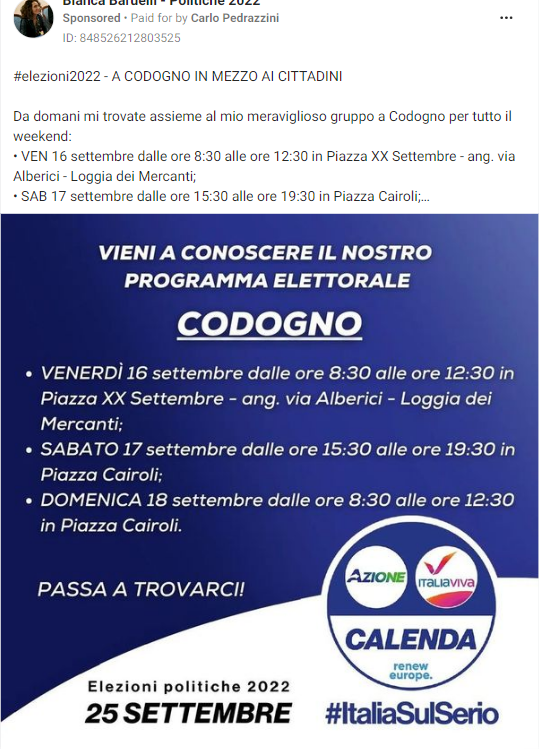 Bianca Bardelli - Politiche 2022
Sponsored • Paid for by Carlo Pedrazzini
ID: 848526212803525
#elezioni2022 - A CODOGNO IN MEZZO AI CITTADINI
Da domani mi trovate assieme al mio meraviglioso gruppo a Codogno per tutto il
weekend:
• VEN 16 settembre dalle ore 8:30 alle ore 12:30 in Piazza XX Settembre - ang. via
Alberici - Loggia dei Mercanti;
• SAB 17 settembre dalle ore 15:30 alle ore 19:30 in Piazza Cairoli;...
VIENI A CONOSCERE IL NOSTRO
PROGRAMMA ELETTORALE
CODOGNO
• VENERDÌ 16 settembre dalle ore 8:30 alle ore 12:30 in
Piazza XX Settembre - ang. via Alberici - Loggia dei
Mercanti;
• SABATO 17 settembre dalle ore 15:30 alle ore 19:30 in
Piazza Cairoli;
• DOMENICA 18 settembre dalle ore 8:30 alle ore 12:30
in Piazza Cairoli.
PASSA A TROVARCI!
AZIONE
ITALIAVIVA
CALENDA
renew
europe.
Elezioni politiche 2022
25 SETTEMBRE
#ItaliaSulSerio